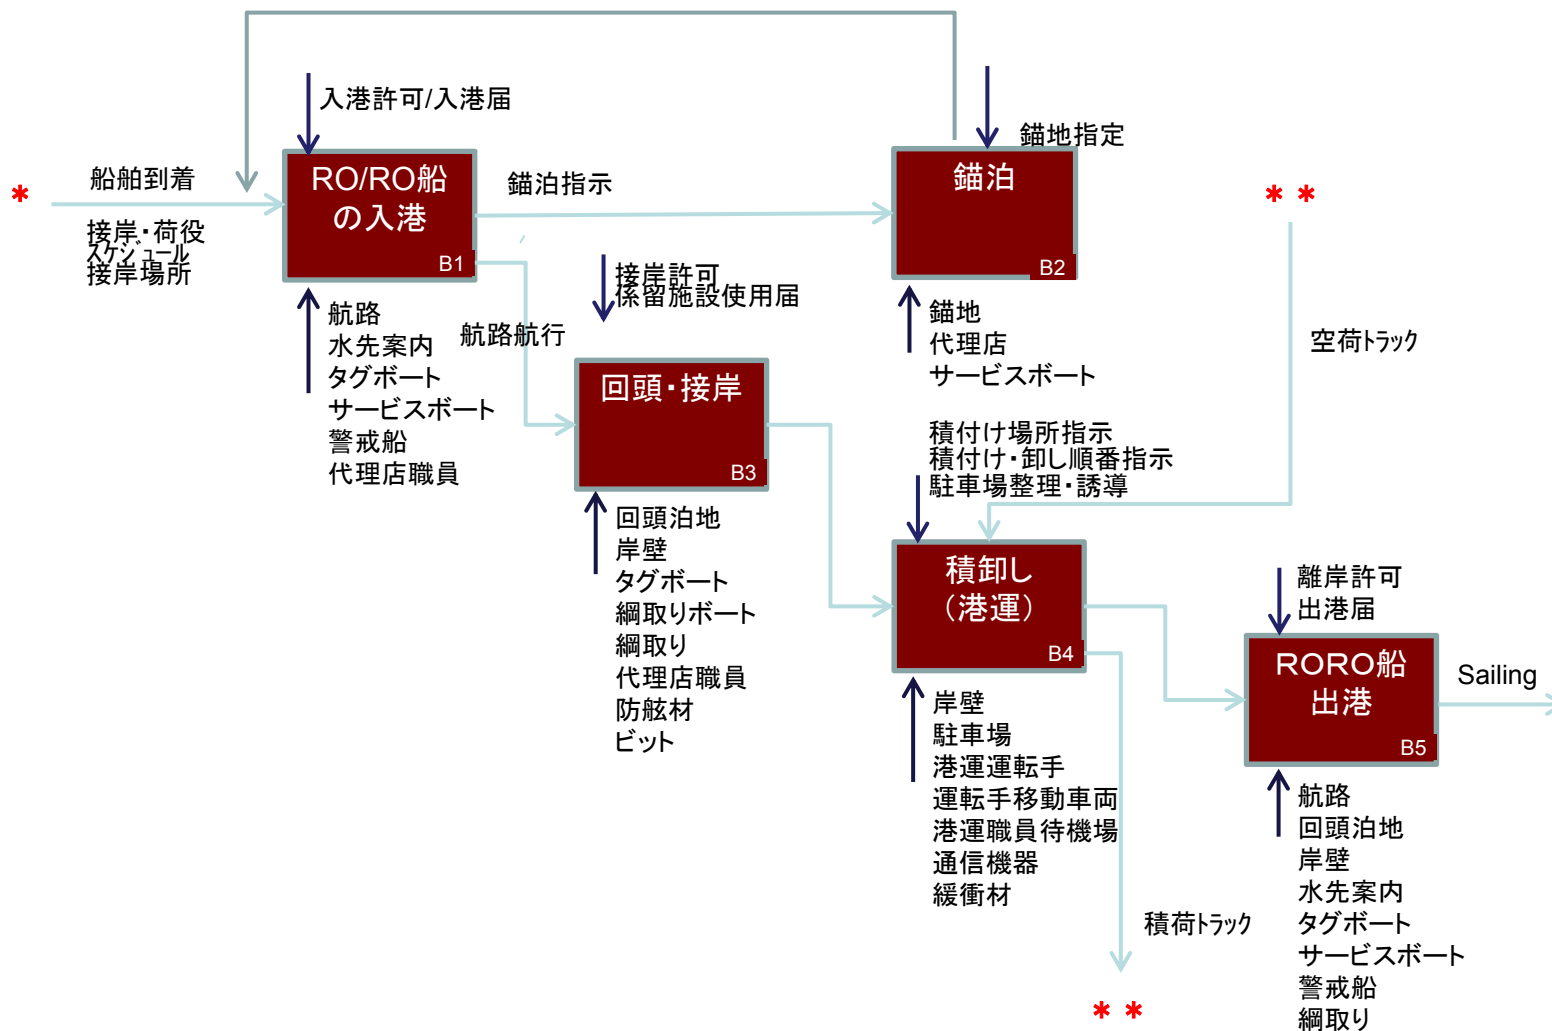 入港許可/入港届
船舶到着
接岸・荷役
スケジュール
接岸場所
RO/RO船
の入港
B1
錨泊指示
錨地指定
錨泊
B2
＊
＊＊
航路
水先案内
タグボート
サービスボート
警戒船
代理店職員
航路航行
接岸許可
係留施設使用届
回頭・接岸
B3
錨地
代理店
サービスボート
空荷トラック
回頭泊地
岸壁
タグボート
綱取りボート
綱取り
代理店職員
防舷材
ビット
積付け場所指示
積付け・卸し順番指示
駐車場整理・誘導
積卸し
（港運）
B4
離岸許可
出港届
RORO船
出港
B5
Sailing
岸壁
駐車場
港運運転手
運転手移動車両
港運職員待機場
通信機器
緩衝材
積荷トラック
＊＊
航路
回頭泊地
岸壁
水先案内
タグボート
サービスボート
警戒船
綱取り